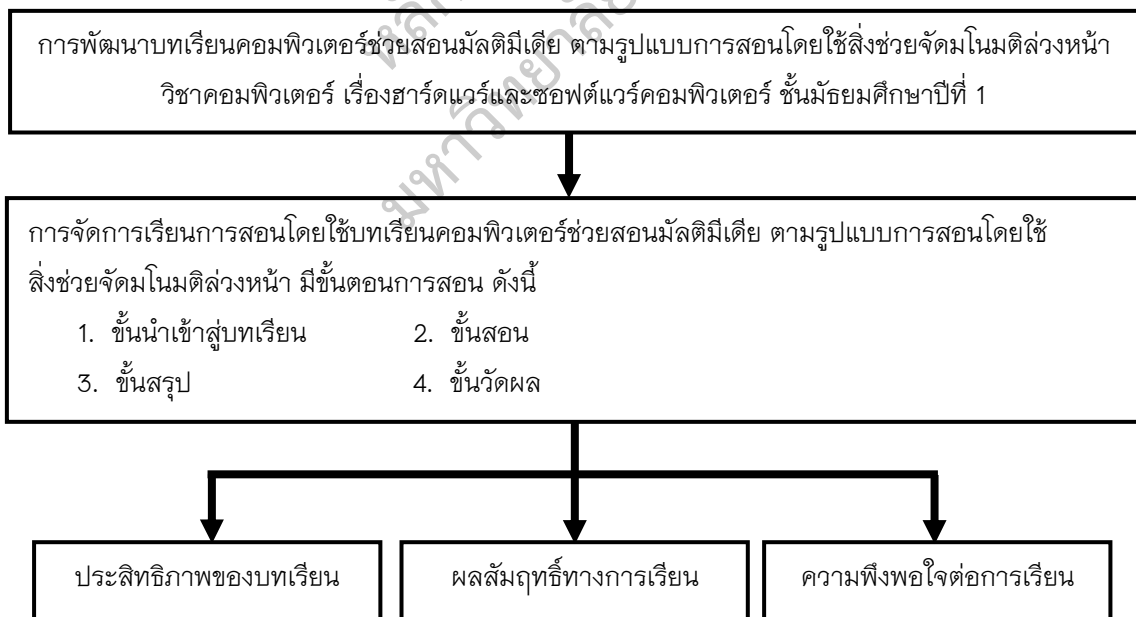 การพัฒนาบทเรียนคอมพิวเตอร์ช่วยสอนมัลติมีเดีย ตามรูปแบบการสอนโดยใช้สิ่งช่วยจัดมโนมติล่วงหน้า
วิชาคอมพิวเตอร์ เรื่องฮาร์ดแวร์และซอฟต์แวร์คอมพิวเตอร์ ชั้นมัธยมศึกษาปีที่ 1
การจัดการเรียนการสอนโดยใช้บทเรียนคอมพิวเตอร์ช่วยสอนมัลติมีเดีย ตามรูปแบบการสอนโดยใช้
สิ่งช่วยจัดมโนมติล่วงหน้า มีขั้นตอนการสอน ดังนี้
1. ขั้นนำเข้าสู่บทเรียน 2. ขั้นสอน
3. ขั้นสรุป 4. ขั้นวัดผล
ประสิทธิภาพของบทเรียน ผลสัมฤทธิ์ทางการเรียน ความพึงพอใจต่อการเรียน